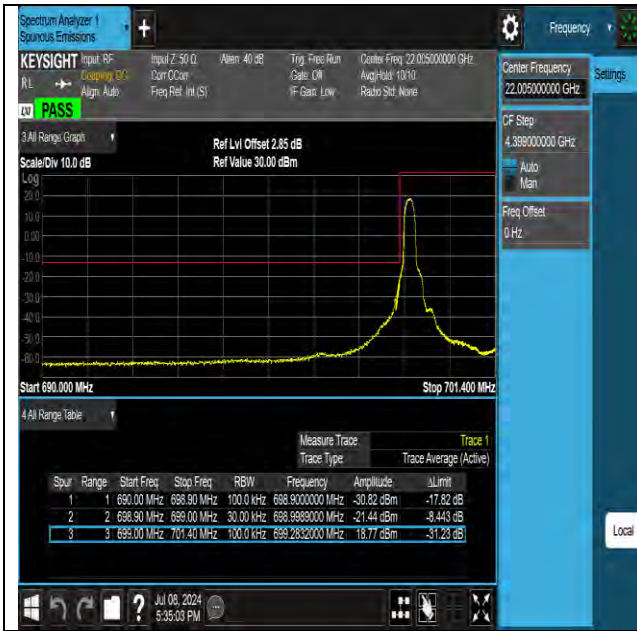 Spectrum Analyzer 1
Spurious Emissions
+
Frequency
KEYSIGHT Input: RF Input Z: 50 Ω Atten: 40 dB Trig: Free Run Center Freq: 22.005000000 GHz
RL Coupling: DC Corr CCorr Gate: Off Avg|Hold: 10/10
Align: Auto Freq Ref: Int (S) IF Gain: Low Radio Std: None
LXI PASS
Center Frequency
22.005000000 GHz
Settings
CF Step
4.399000000 GHz
Auto
Man
Freq Offset
0 Hz
3 All Range Graph
Ref Lvl Offset 2.85 dB
Scale/Div 10.0 dB Ref Value 30.00 dBm
Log
20.0
10.0
0.00
-10.0
-20.0
-30.0
-40.0
-50.0
-60.0
Start 690.000 MHz Stop 701.400 MHz
4 All Range Table
Measure Trace Trace 1
Trace Type Trace Average (Active)
Spur Range Start Freq Stop Freq RBW Frequency Amplitude ΔLimit
1 1 690.00 MHz 698.90 MHz 100.0 kHz 698.9000000 MHz -30.82 dBm -17.82 dB
2 2 698.90 MHz 699.00 MHz 30.00 kHz 698.9989000 MHz -21.44 dBm -8.443 dB
3 3 699.00 MHz 701.40 MHz 100.0 kHz 699.2832000 MHz 18.77 dBm -31.23 dB
Local
? Jul 08, 2024
5:35:03 PM